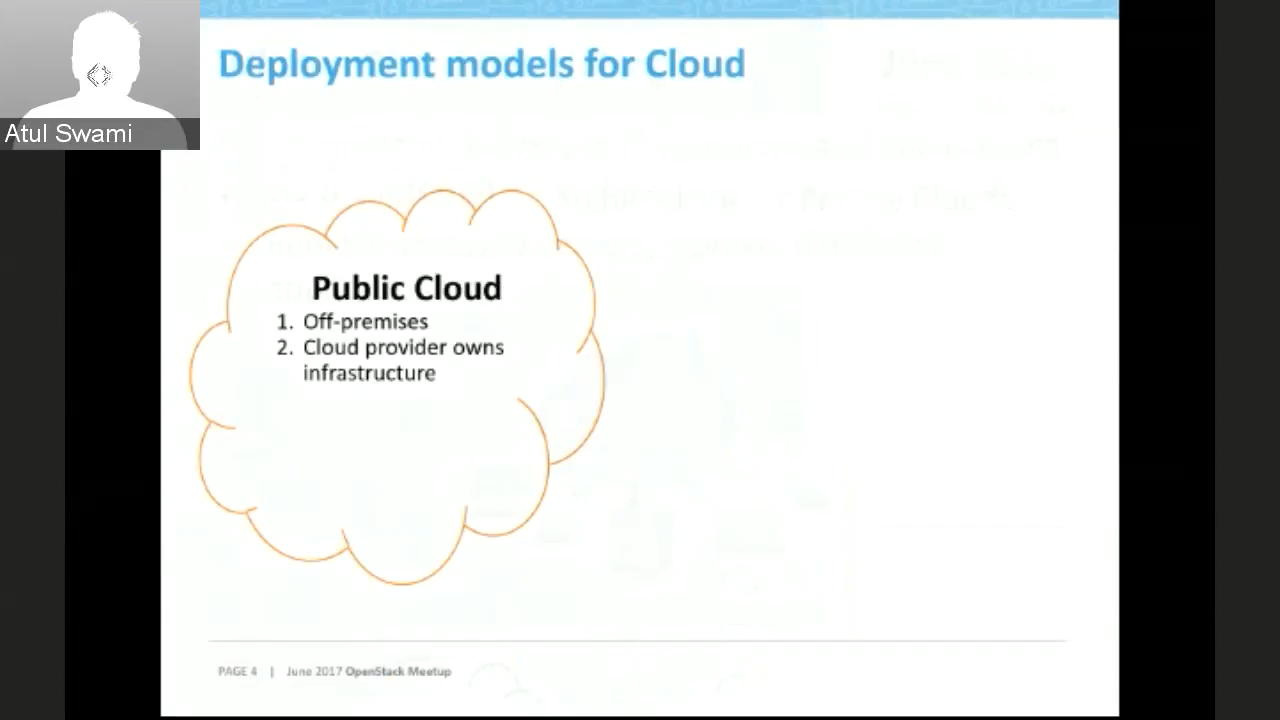 Deployment models for Cloud
Atul Swami
Public Cloud
1. Off-premises
2. Cloud provider owns
infrastructure
PAGE 4 | June 2017 OpenStack Meetup